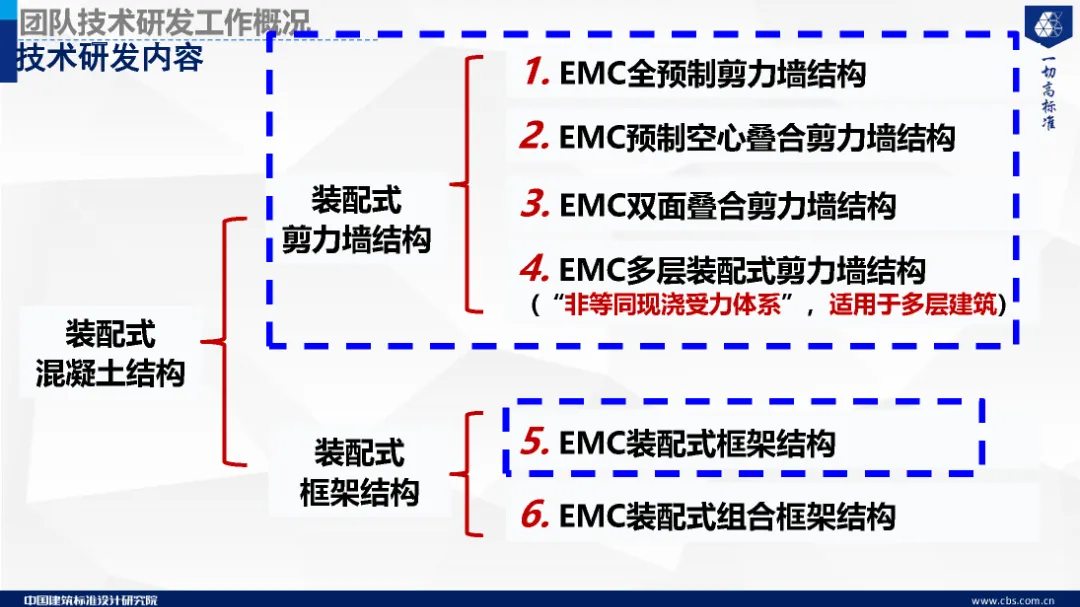 团队技术研发工作概况
技术研发内容
一切高标准
装配式
混凝土结构
装配式
剪力墙结构
1. EMC全预制剪力墙结构
2. EMC预制空心叠合剪力墙结构
3. EMC双面叠合剪力墙结构
4. EMC多层装配式剪力墙结构
（“非等同现浇受力体系”，适用于多层建筑）
装配式
框架结构
5. EMC装配式框架结构
6. EMC装配式组合框架结构
中国建筑标准设计研究院
www.cbs.com.cn